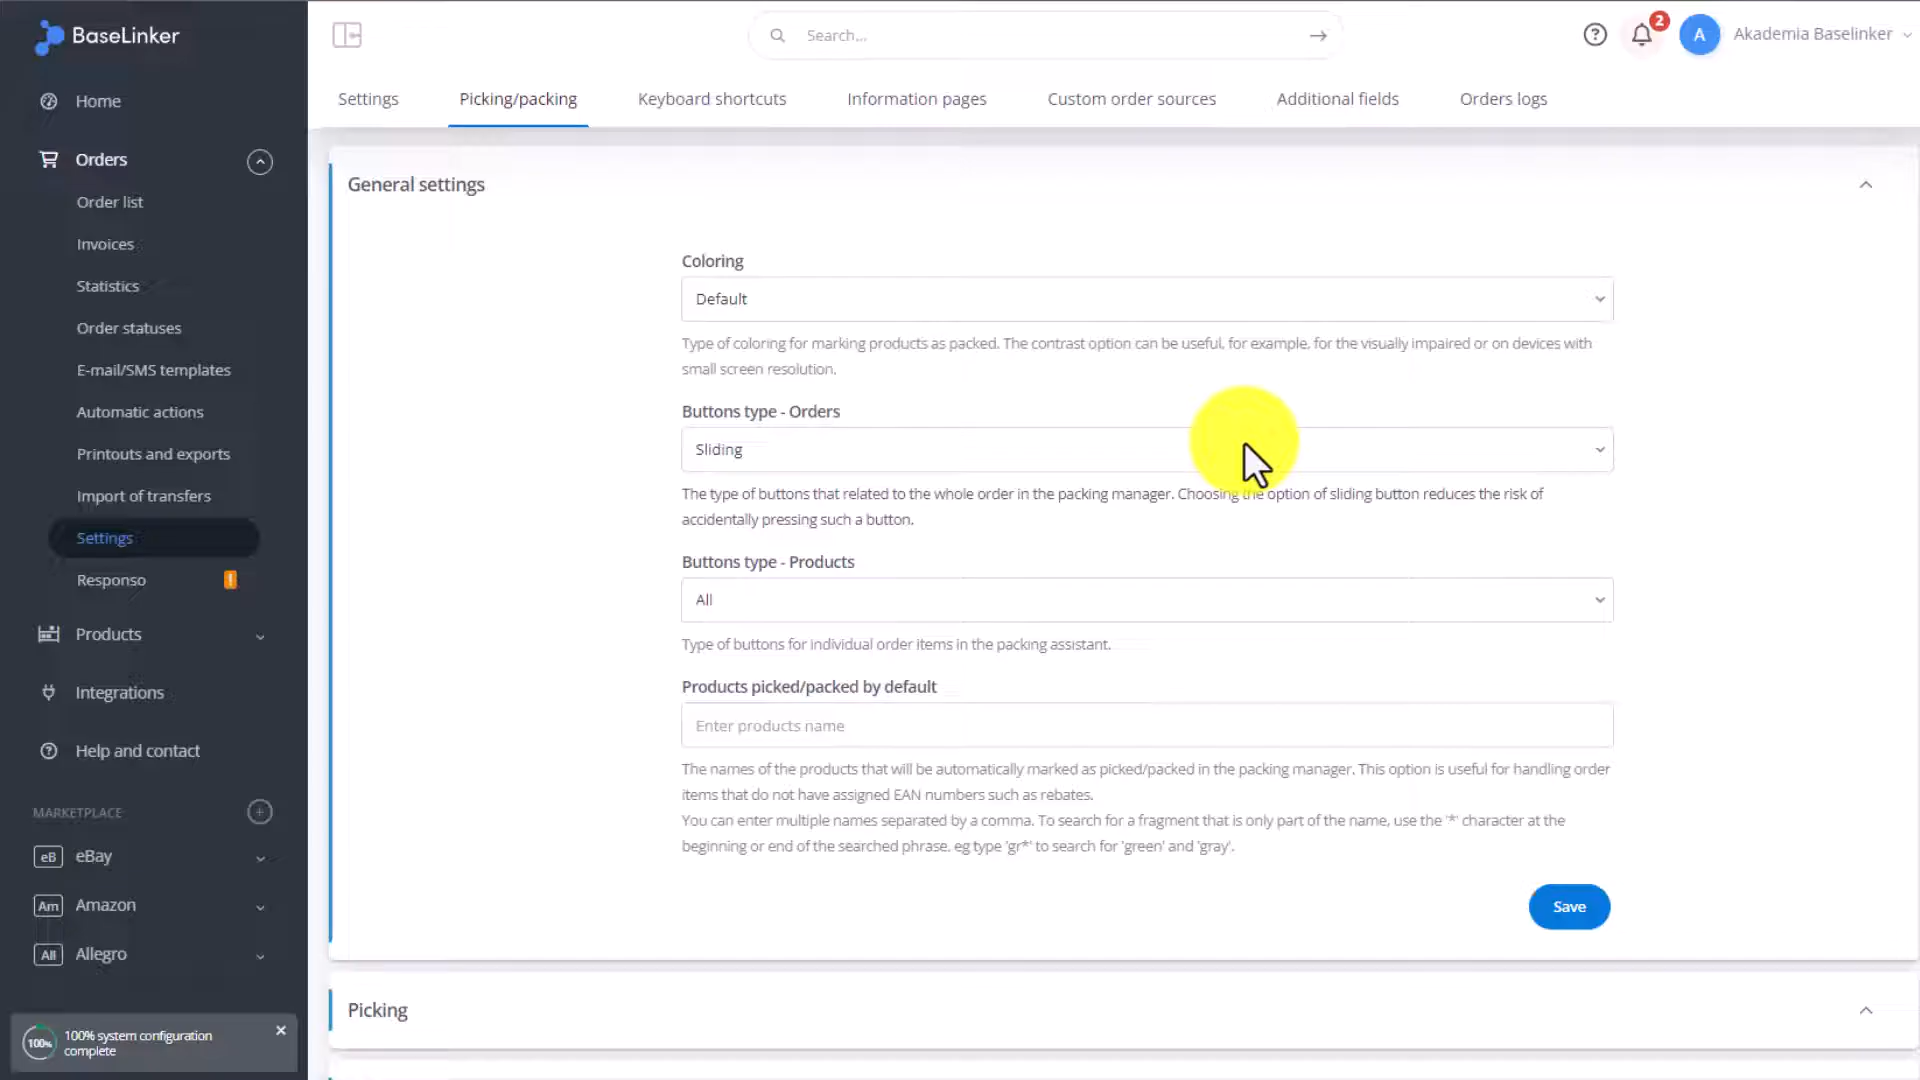 BaseLinker
Search...
2
A
Akademia Baselinker
Settings
Picking/packing
Keyboard shortcuts
Information pages
Custom order sources
Additional fields
Orders logs
Home
Orders
Order list
Invoices
Statistics
Order statuses
E-mail/SMS templates
Automatic actions
Printouts and exports
Import of transfers
Settings
Responso
!
Products
Integrations
Help and contact
MARKETPLACE
eB eBay
Am Amazon
All Allegro
100%
100% system configuration
complete
General settings
Coloring
Default
Type of coloring for marking products as packed. The contrast option can be useful, for example, for the visually impaired or on devices with
small screen resolution.
Buttons type - Orders
Sliding
The type of buttons that related to the whole order in the packing manager. Choosing the option of sliding button reduces the risk of
accidentally pressing such a button.
Buttons type - Products
All
Type of buttons for individual order items in the packing assistant.
Products picked/packed by default
Enter products name
The names of the products that will be automatically marked as picked/packed in the packing manager. This option is useful for handling order
items that do not have assigned EAN numbers such as rebates.
You can enter multiple names separated by a comma. To search for a fragment that is only part of the name, use the '*' character at the
beginning or end of the searched phrase, eg type 'gr*' to search for 'green' and 'gray'.
Save
Picking